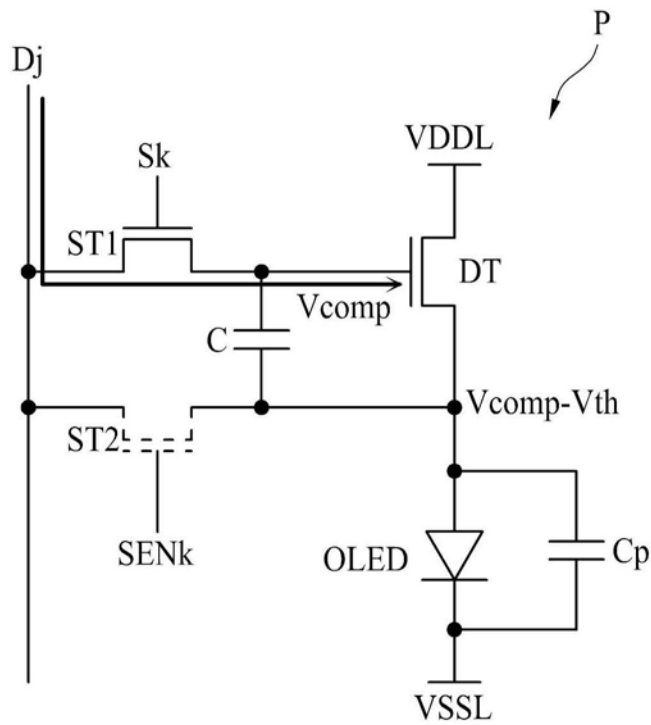 P
Dj
VDDL
Sk
ST1
DT
Vcomp
C
Vcomp-Vth
ST2
SENk
OLED
Cp
VSSL